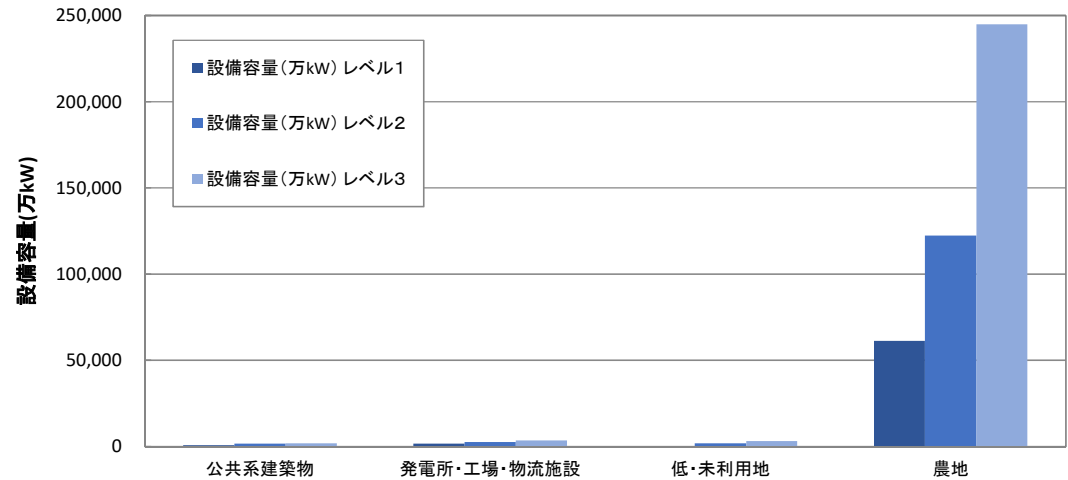 250,000
200,000
150,000
100,000
50,000
0
設備容量(万kW)
設備容量(万kW) レベル1
設備容量(万kW) レベル2
設備容量(万kW) レベル3
公共系建築物
発電所・工場・物流施設
低・未利用地
農地